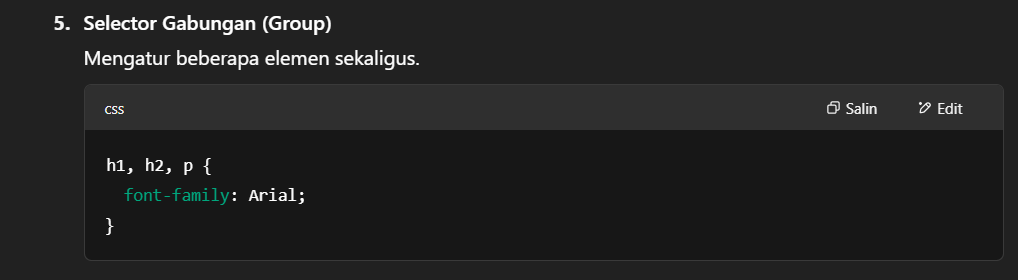 5. Selector Gabungan (Group)
Mengatur beberapa elemen sekaligus.
css Salin Edit
h1, h2, p {
  font-family: Arial;
}